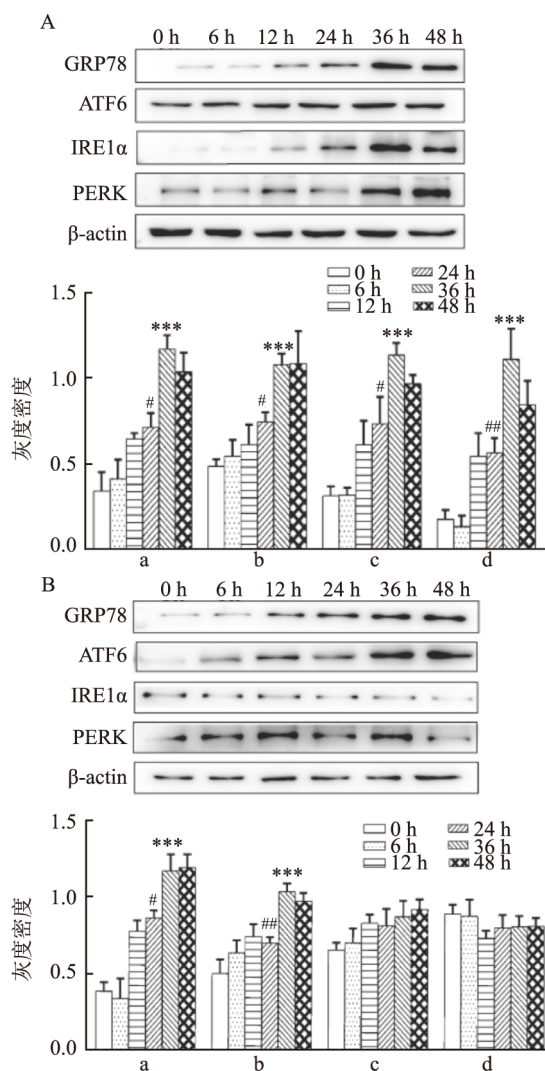 A
0 h 6 h 12 h 24 h 36 h 48 h
GRP78
ATF6
IRE1α
PERK
β-actin
0 h 24 h
6 h 36 h
12 h 48 h
灰度密度
1.5
1.0
0.5
0.0
# ***
# ***
# ***
## ***
a b c d
B
0 h 6 h 12 h 24 h 36 h 48 h
GRP78
ATF6
IRE1α
PERK
β-actin
0 h 24 h
6 h 36 h
12 h 48 h
灰度密度
1.5
1.0
0.5
0.0
# ***
## ***
a b c d